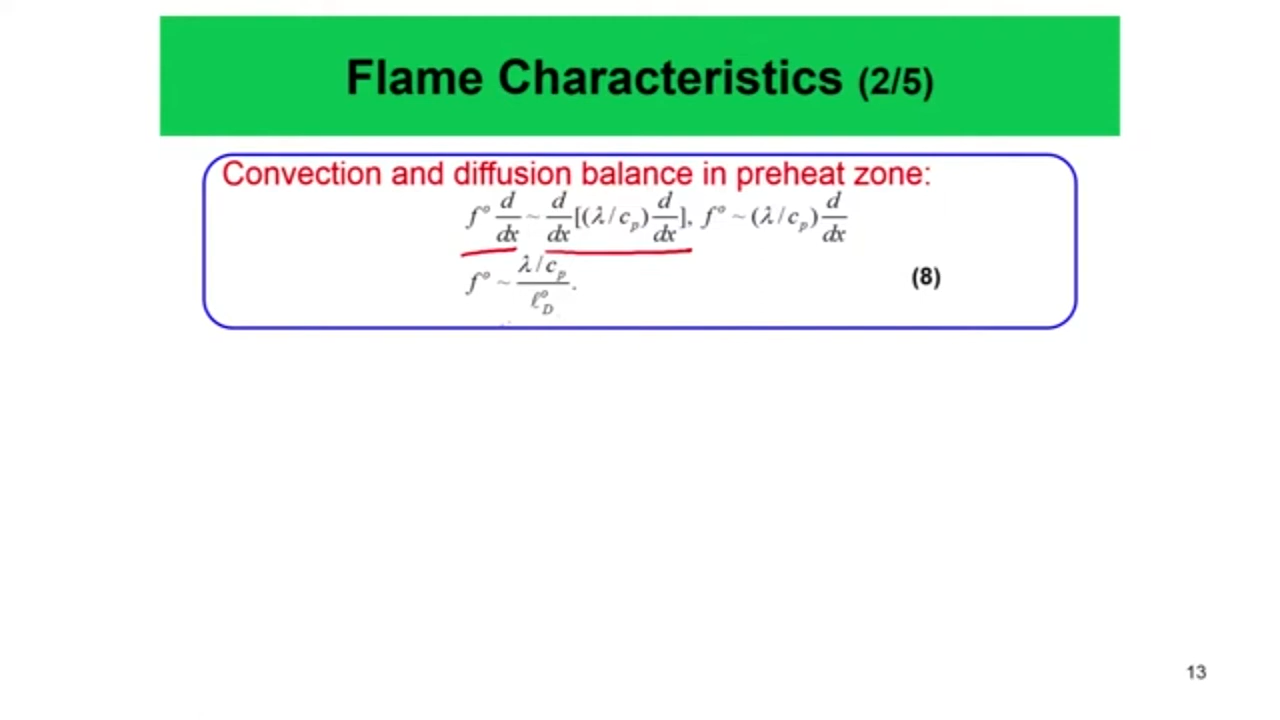 Flame Characteristics (2/5)
Convection and diffusion balance in preheat zone:
f° d/dx ~ d/dx[(λ/c_p) d/dx], f° ~ (λ/c_p) d/dx
f° ~ (λ/c_p)/ℓ°_D. (8)
13